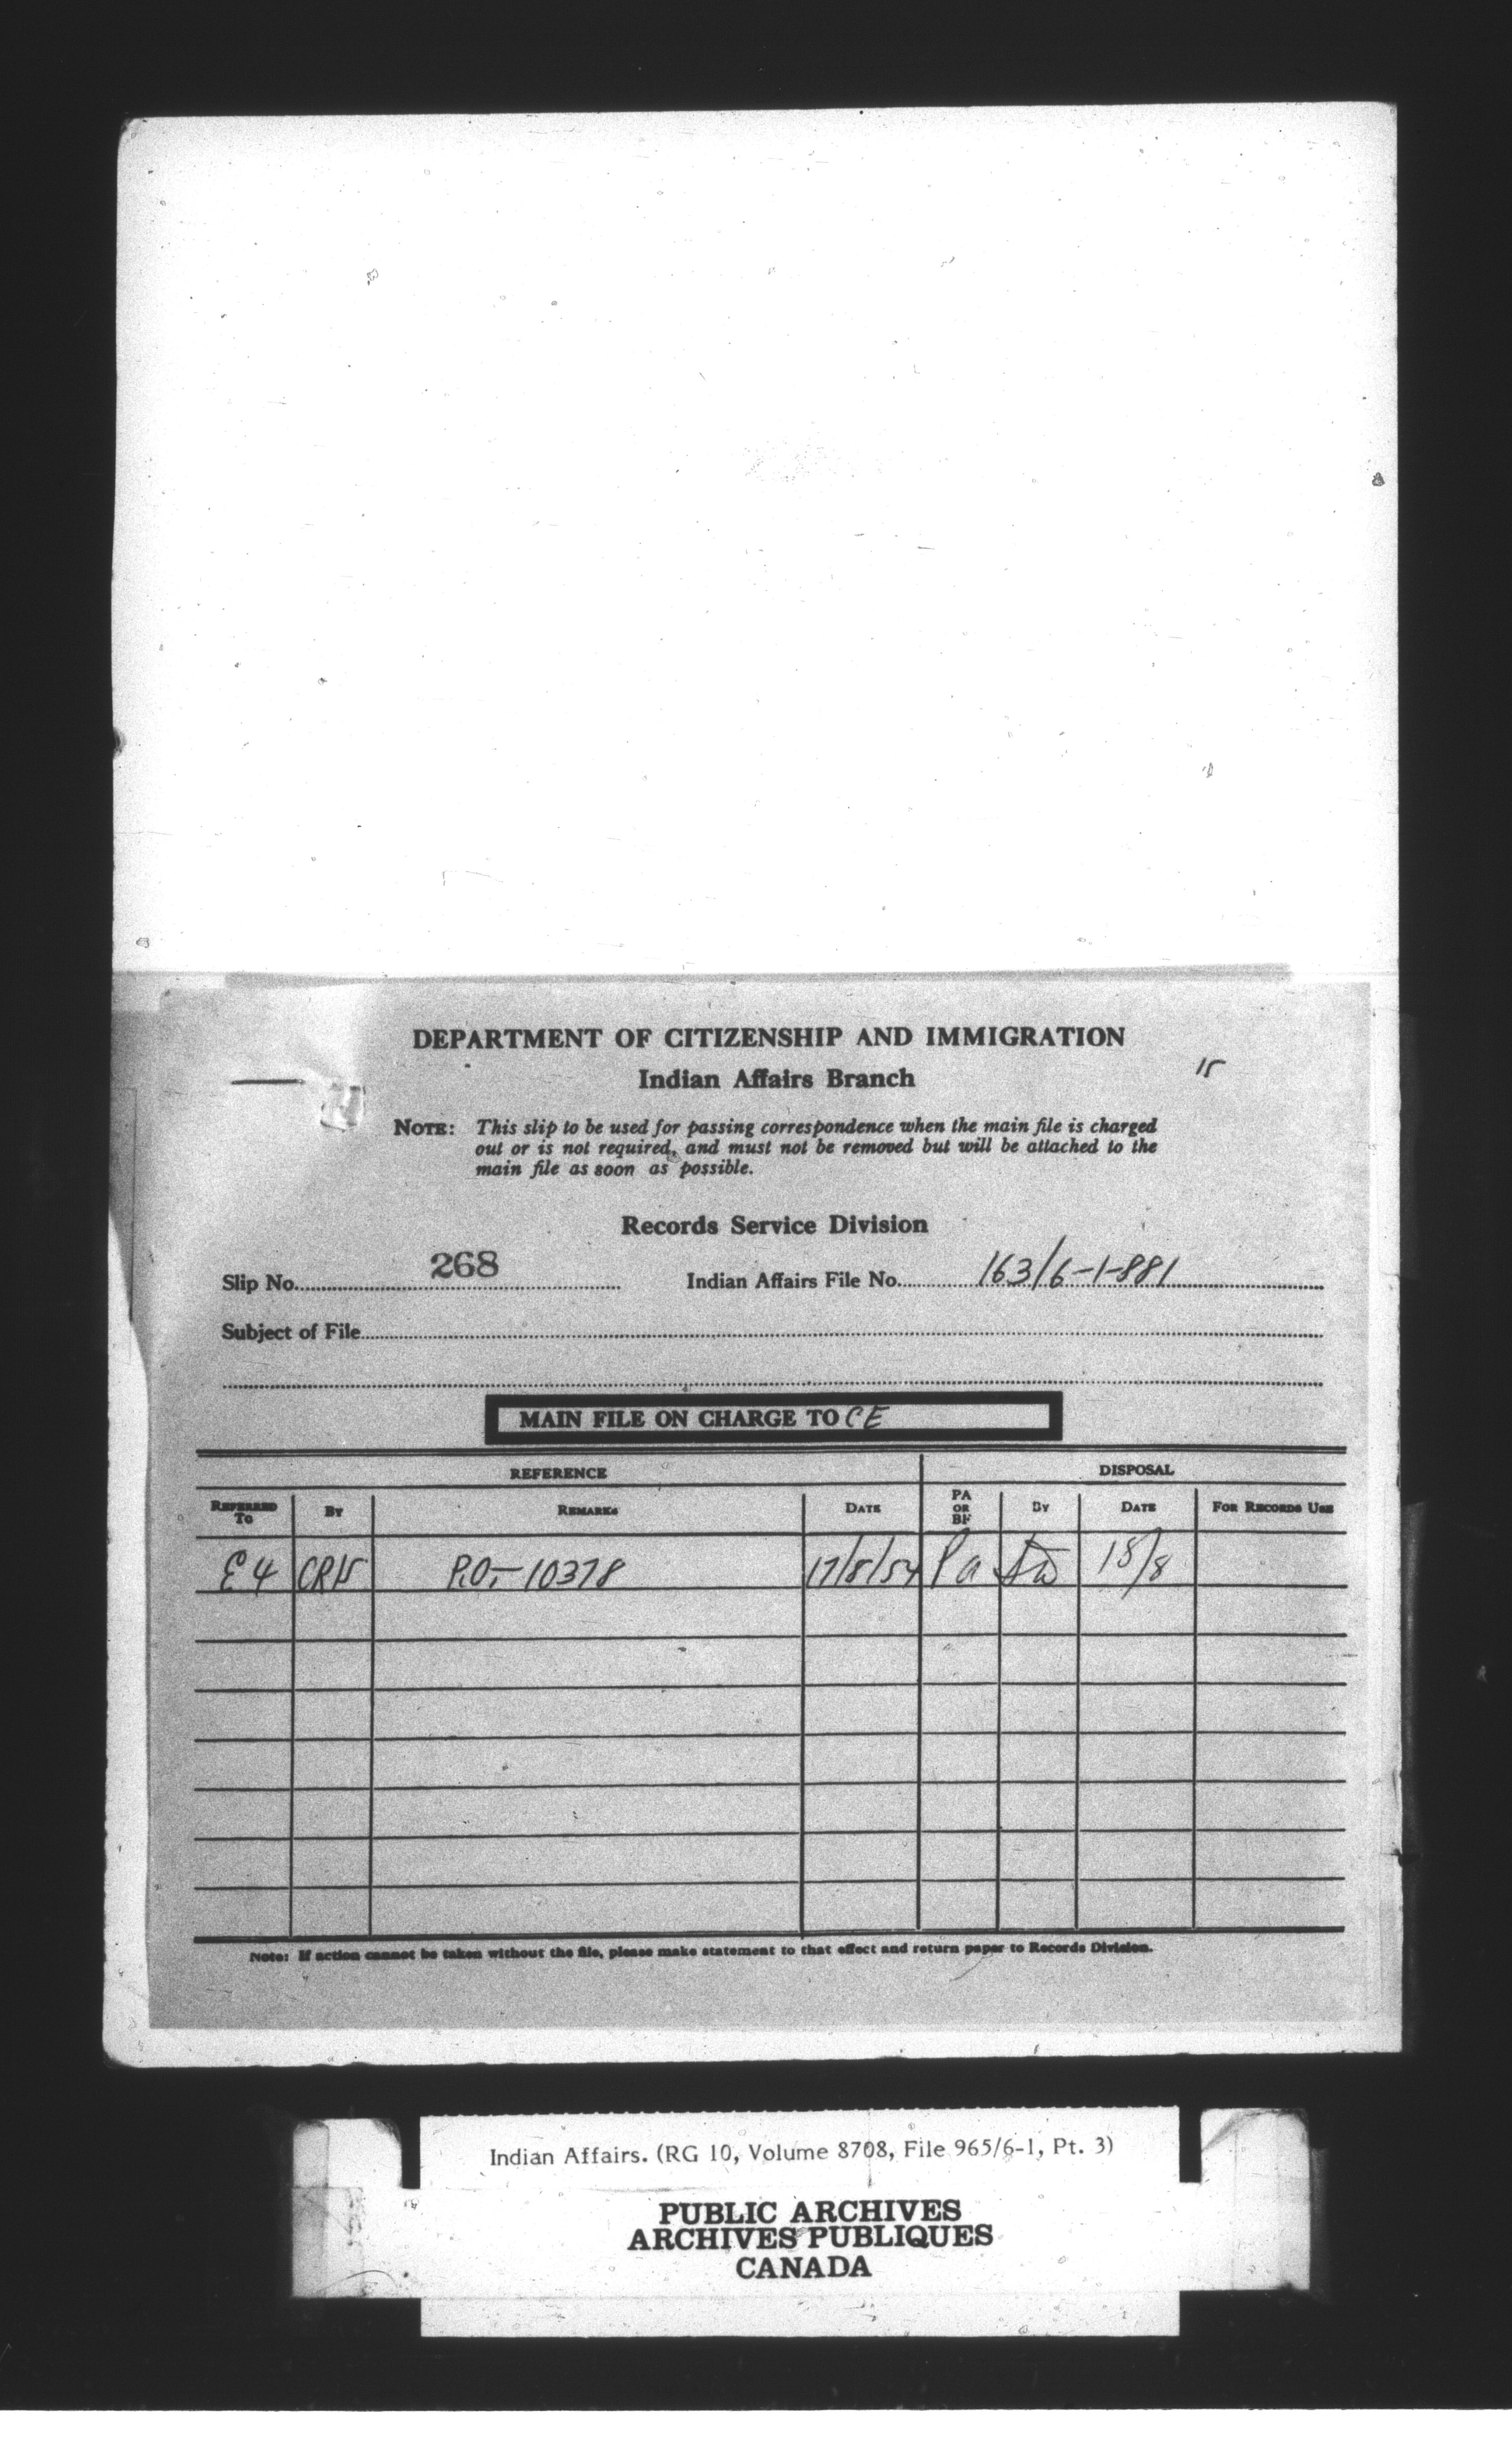 DEPARTMENT OF CITIZENSHIP AND IMMIGRATION
Indian Affairs Branch
15
NOTE: This slip to be used for passing correspondence when the main file is charged
out or is not required, and must not be removed but will be attached to the
main file as soon as possible.
Records Service Division
Slip No. 268 Indian Affairs File No. 163/6-1-881
Subject of File
MAIN FILE ON CHARGE TO CE
REFERENCE DISPOSAL
REFERRED TO BY REMARKS DATE PA OR BF BY DATE FOR RECORDS USE
E4 CRH P.O.- 10378 17/8/54 Pa 18/8
Note: If action cannot be taken without the file, please make statement to that effect and return paper to Records Division.
Indian Affairs. (RG 10, Volume 8708, File 965/6-1, Pt. 3)
PUBLIC ARCHIVES
ARCHIVES PUBLIQUES
CANADA